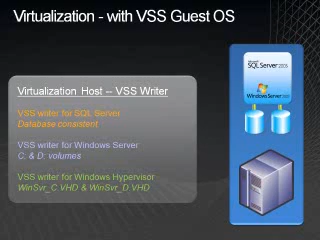 Virtualization - with VSS Guest OS
Virtualization Host -- VSS Writer
VSS writer for SQL Server
Database consistent
VSS writer for Windows Server
C: & D: volumes
VSS writer for Windows Hypervisor
WinSvr_C.VHD & WinSvr_D.VHD
SQL Server
Windows Server